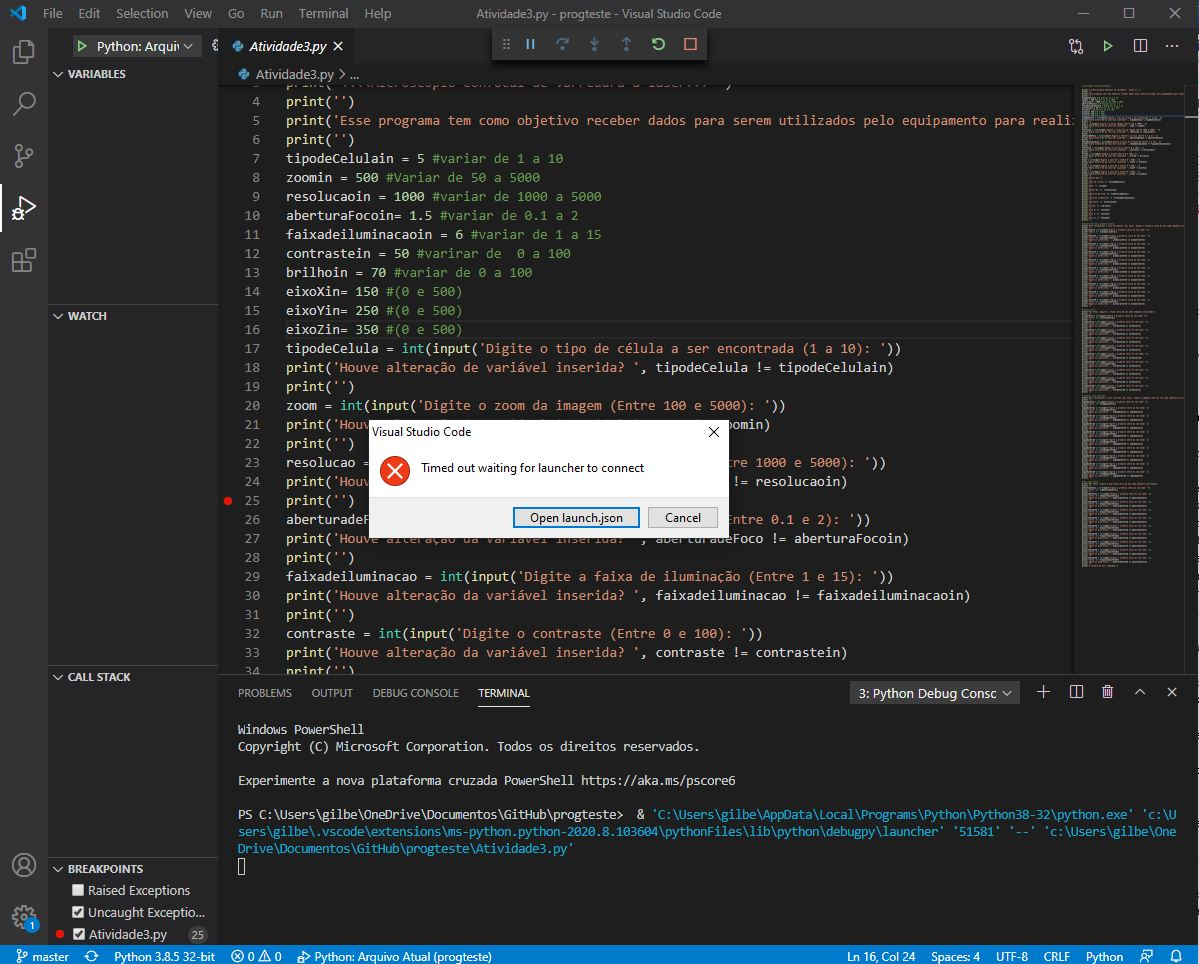 File Edit Selection View Go Run Terminal Help Atividade3.py - progteste - Visual Studio Code
Python: Arquiv
Atividade3.py
VARIABLES
Atividade3.py > ...
4 print('')
5 print('Esse programa tem como objetivo receber dados para serem utilizados pelo equipamento para reali
6 print('')
7 tipodeCelulain = 5 #variar de 1 a 10
8 zoomin = 500 #Variar de 50 a 5000
9 resolucaoin = 1000 #variar de 1000 a 5000
10 aberturaFocoin= 1.5 #variar de 0.1 a 2
11 faixadeiluminacaoin = 6 #variar de 1 a 15
12 contrastein = 50 #varirar de  0 a 100
13 brilhoin = 70 #variar de 0 a 100
14 eixoXin= 150 #(0 e 500)
15 eixoYin= 250 #(0 e 500)
16 eixoZin= 350 #(0 e 500)
17 tipodeCelula = int(input('Digite o tipo de célula a ser encontrada (1 a 10): '))
18 print('Houve alteração de variável inserida? ', tipodeCelula != tipodeCelulain)
19 print('')
20 zoom = int(input('Digite o zoom da imagem (Entre 100 e 5000): '))
21 print('Houv omin)
22 print('')
23 resolucao = tre 1000 e 5000): '))
24 print('Houv != resolucaoin)
25 print('')
26 aberturadeF Entre 0.1 e 2): '))
27 print('Houve alteração da variável inserida? ', aberturadeFoco != aberturaFocoin)
28 print('')
29 faixadeiluminacao = int(input('Digite a faixa de iluminação (Entre 1 e 15): '))
30 print('Houve alteração da variável inserida? ', faixadeiluminacao != faixadeiluminacaoin)
31 print('')
32 contraste = int(input('Digite o contraste (Entre 0 e 100): '))
33 print('Houve alteração da variável inserida? ', contraste != contrastein)
34 print('')
WATCH
CALL STACK
Visual Studio Code
Timed out waiting for launcher to connect
Open launch.json Cancel
PROBLEMS OUTPUT DEBUG CONSOLE TERMINAL 3: Python Debug Consc
Windows PowerShell
Copyright (C) Microsoft Corporation. Todos os direitos reservados.
Experimente a nova plataforma cruzada PowerShell https://aka.ms/pscore6
PS C:\Users\gilbe\OneDrive\Documentos\GitHub\progteste>  & 'C:\Users\gilbe\AppData\Local\Programs\Python\Python38-32\python.exe' 'c:\U
sers\gilbe\.vscode\extensions\ms-python.python-2020.8.103604\pythonFiles\lib\python\debugpy\launcher' '51581' '--' 'c:\Users\gilbe\One
Drive\Documentos\GitHub\progteste\Atividade3.py'
BREAKPOINTS
Raised Exceptions
Uncaught Exceptio...
Atividade3.py 25
1
master Python 3.8.5 32-bit 0 0 Python: Arquivo Atual (progteste) Ln 16, Col 24 Spaces: 4 UTF-8 CRLF Python